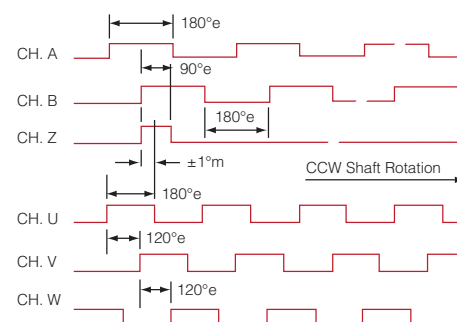 180°e
CH. A
90°e
CH. B
180°e
CH. Z
±1°m
CCW Shaft Rotation
180°e
CH. U
120°e
CH. V
120°e
CH. W